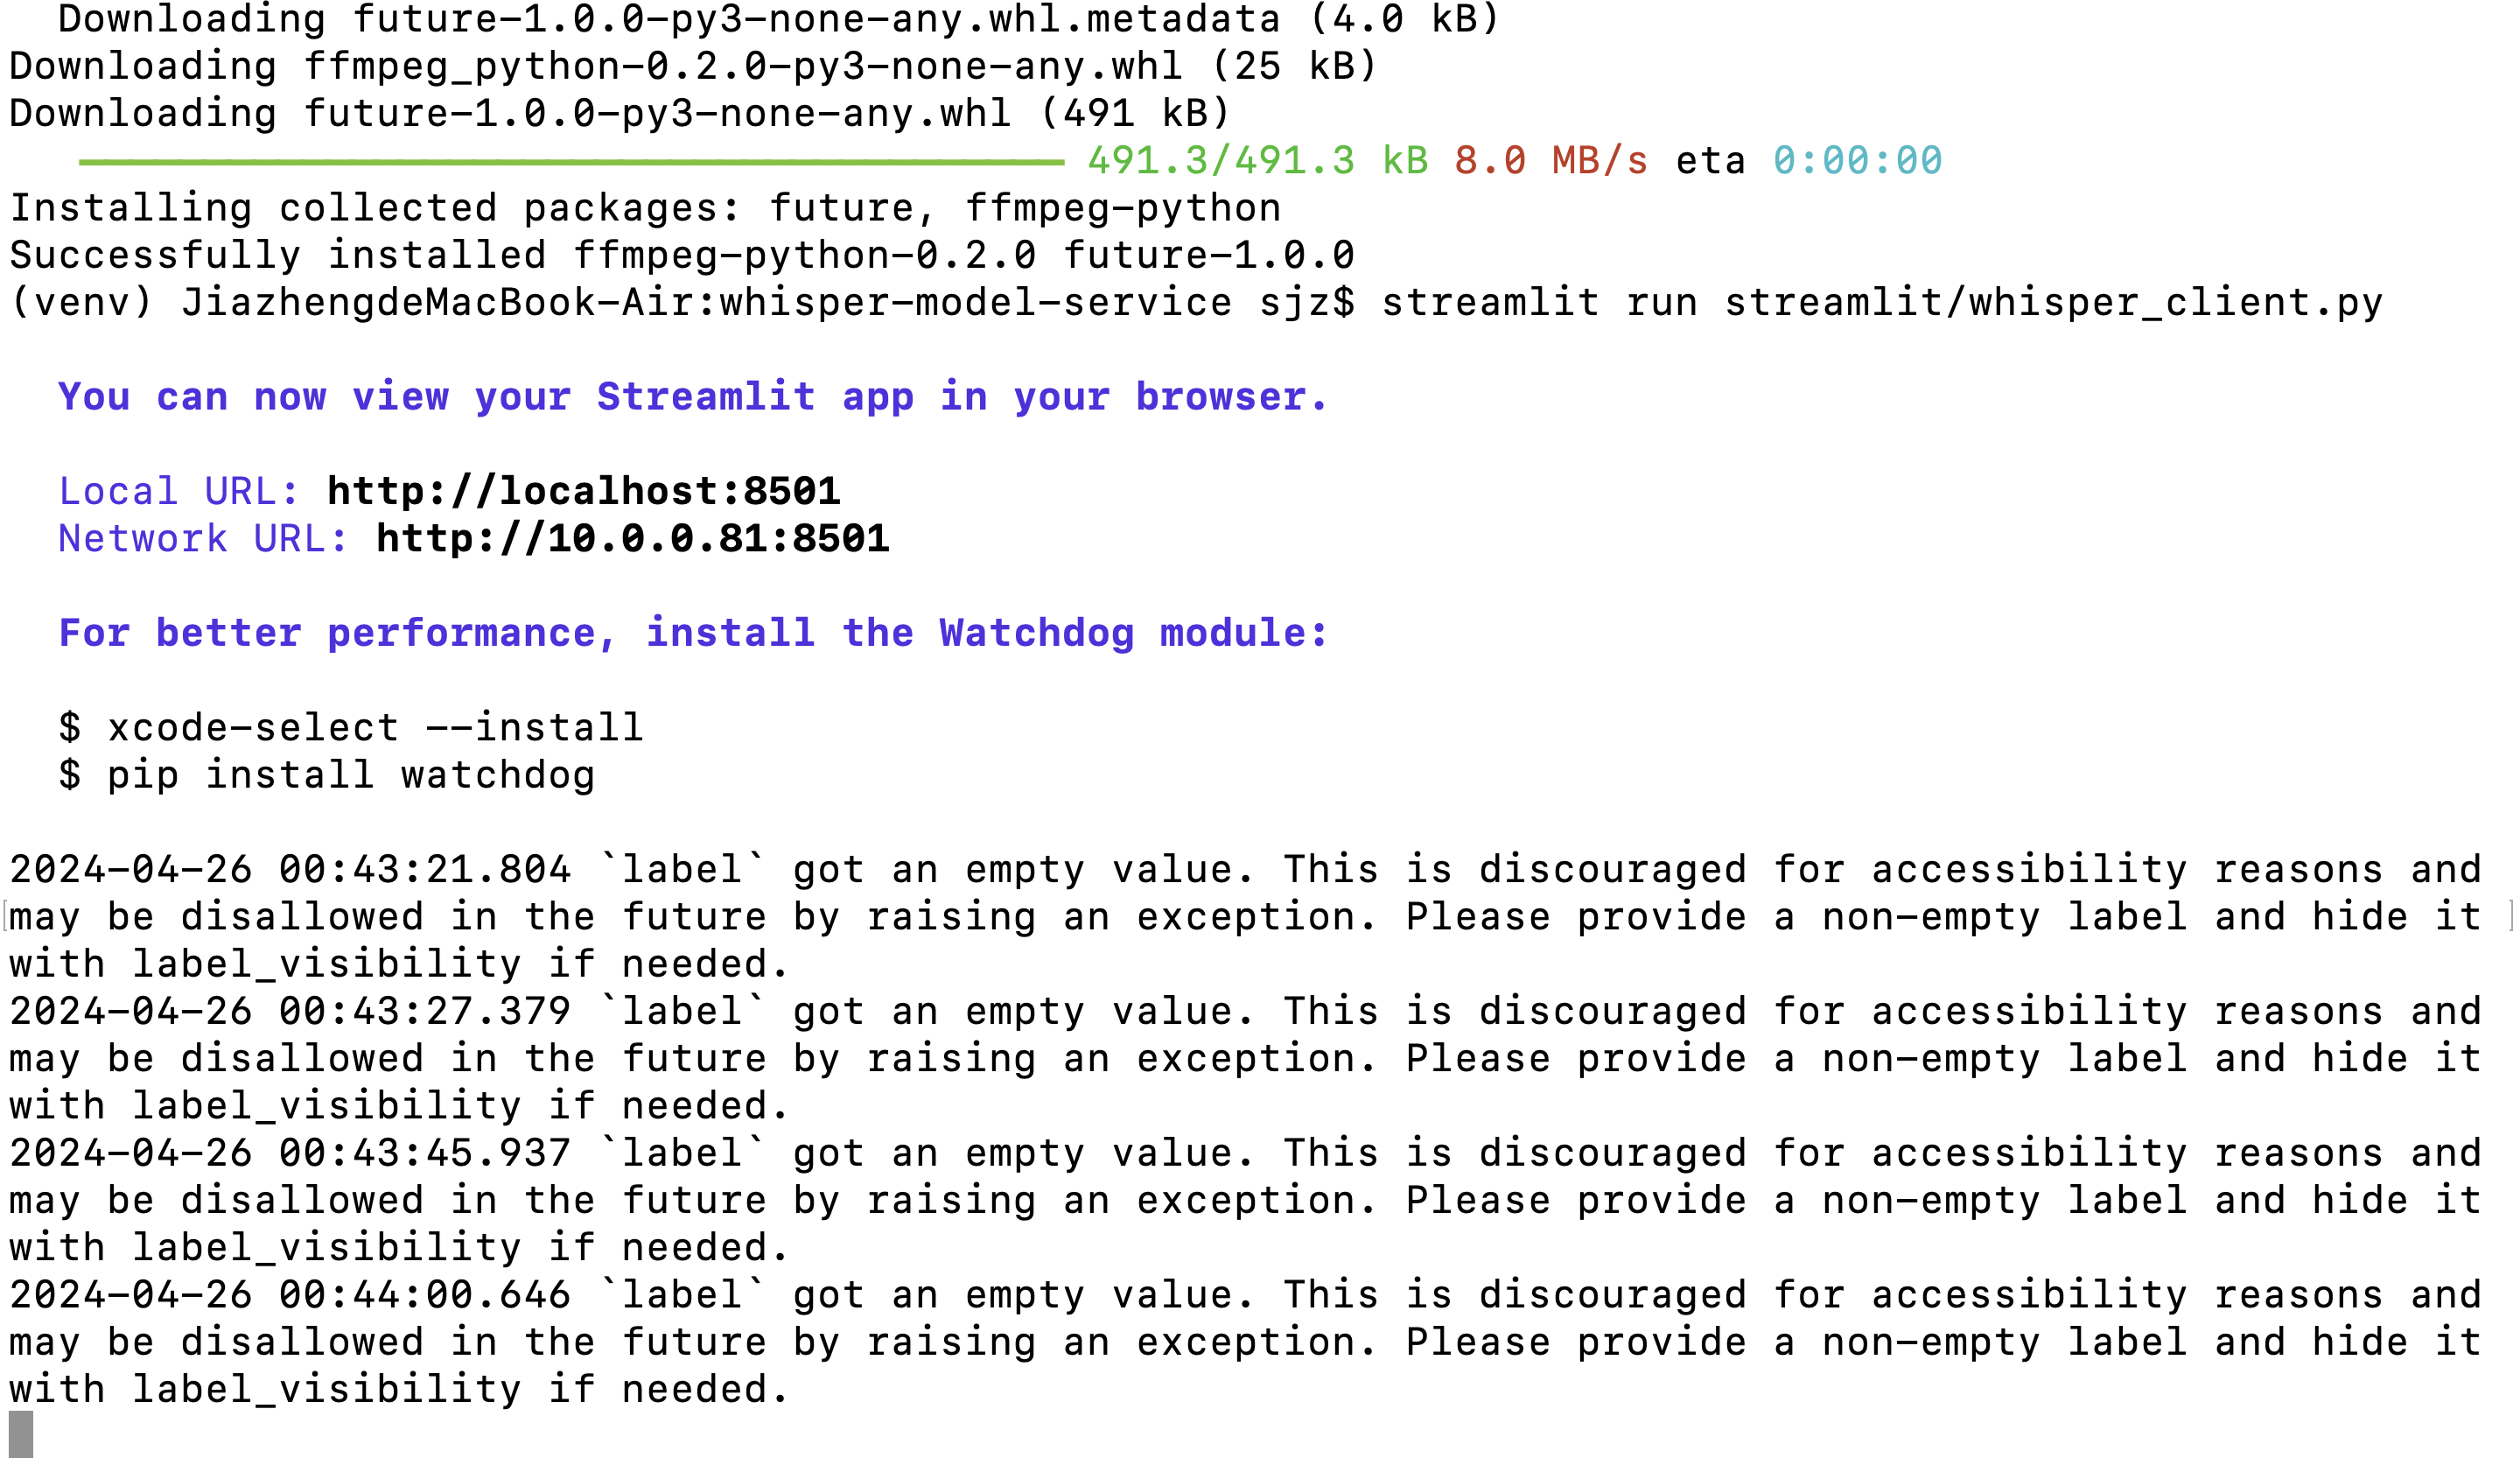 Downloading future-1.0.0-py3-none-any.whl.metadata (4.0 kB)
Downloading ffmpeg_python-0.2.0-py3-none-any.whl (25 kB)
Downloading future-1.0.0-py3-none-any.whl (491 kB)
491.3/491.3 kB 8.0 MB/s eta 0:00:00
Installing collected packages: future, ffmpeg-python
Successfully installed ffmpeg-python-0.2.0 future-1.0.0
(venv) JiazhengdeMacBook-Air:whisper-model-service sjz$ streamlit run streamlit/whisper_client.py
You can now view your Streamlit app in your browser.
Local URL: http://localhost:8501
Network URL: http://10.0.0.81:8501
For better performance, install the Watchdog module:
$ xcode-select --install
$ pip install watchdog
2024-04-26 00:43:21.804 `label` got an empty value. This is discouraged for accessibility reasons and
may be disallowed in the future by raising an exception. Please provide a non-empty label and hide it
with label_visibility if needed.
2024-04-26 00:43:27.379 `label` got an empty value. This is discouraged for accessibility reasons and
may be disallowed in the future by raising an exception. Please provide a non-empty label and hide it
with label_visibility if needed.
2024-04-26 00:43:45.937 `label` got an empty value. This is discouraged for accessibility reasons and
may be disallowed in the future by raising an exception. Please provide a non-empty label and hide it
with label_visibility if needed.
2024-04-26 00:44:00.646 `label` got an empty value. This is discouraged for accessibility reasons and
may be disallowed in the future by raising an exception. Please provide a non-empty label and hide it
with label_visibility if needed.